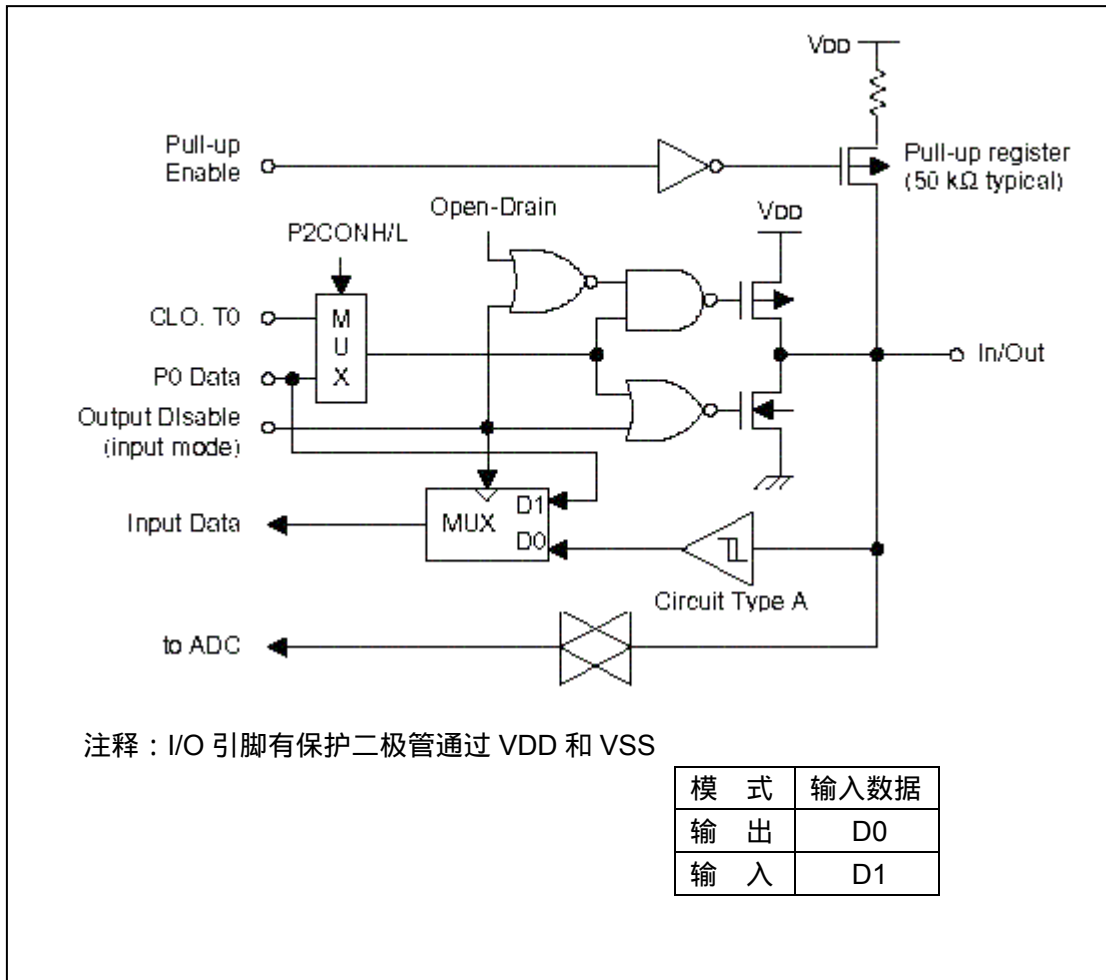 VDD
Pull-up
Enable
Pull-up register
(50 kΩ typical)
Open-Drain
VDD
P2CONH/L
CLO. T0
M
U
X
In/Out
P0 Data
Output DIsable
(input mode)
D1
MUX
Input Data
D0
Circuit Type A
to ADC
注释：I/O 引脚有保护二极管通过 VDD 和 VSS
模 式 输入数据
输 出 D0
输 入 D1